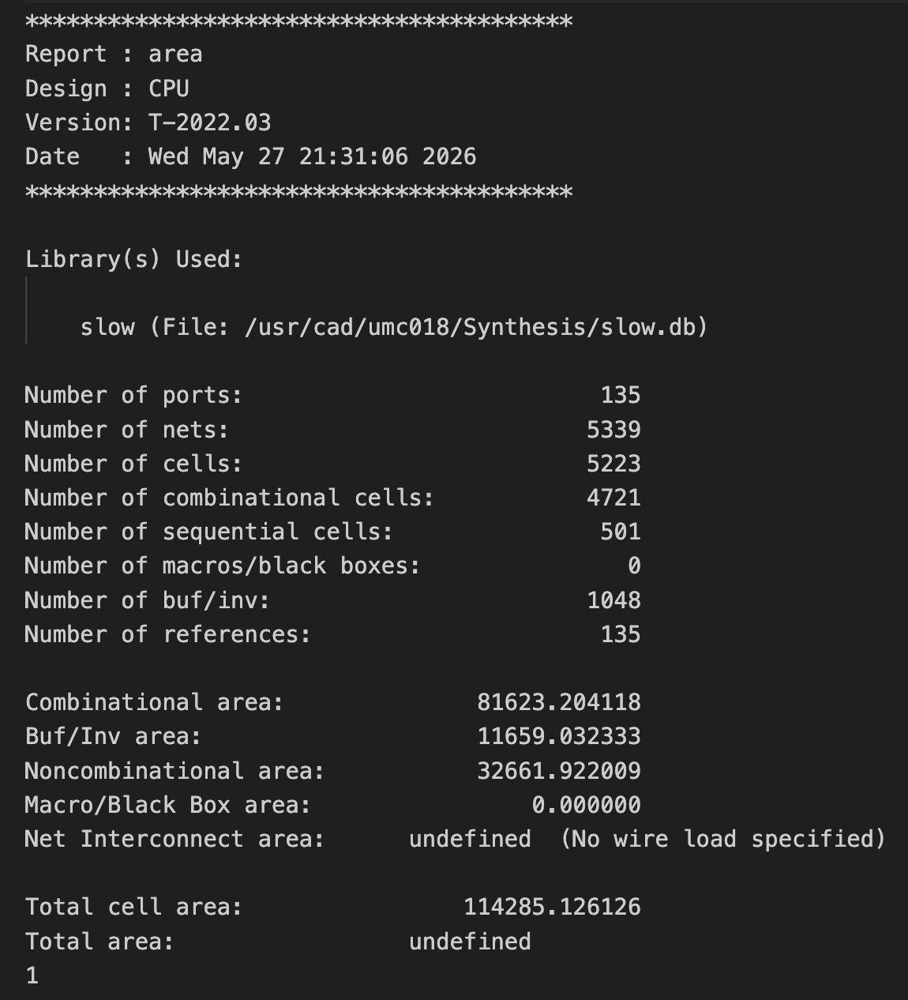 ****************************************
Report : area
Design : CPU
Version: T-2022.03
Date   : Wed May 27 21:31:06 2026
****************************************
Library(s) Used:
slow (File: /usr/cad/umc018/Synthesis/slow.db)
Number of ports: 135
Number of nets: 5339
Number of cells: 5223
Number of combinational cells: 4721
Number of sequential cells: 501
Number of macros/black boxes: 0
Number of buf/inv: 1048
Number of references: 135
Combinational area: 81623.204118
Buf/Inv area: 11659.032333
Noncombinational area: 32661.922009
Macro/Black Box area: 0.000000
Net Interconnect area: undefined  (No wire load specified)
Total cell area: 114285.126126
Total area: undefined
1